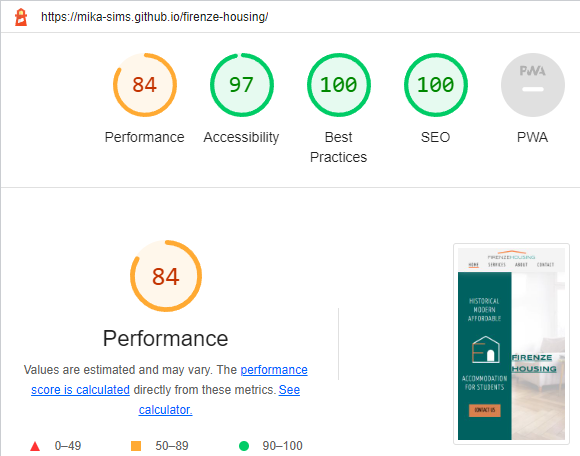 https://mika-sims.github.io/firenze-housing/
84
97
100
100
PWA
Performance
Accessibility
Best
Practices
SEO
PWA
84
Performance
Values are estimated and may vary. The performance
score is calculated directly from these metrics. See
calculator.
0–49
50–89
90–100
FIRENZEHOUSING
HOME SERVICES ABOUT CONTACT
HISTORICAL
MODERN
AFFORDABLE
FIRENZE
HOUSING
ACCOMMODATION
FOR STUDENTS
CONTACT US